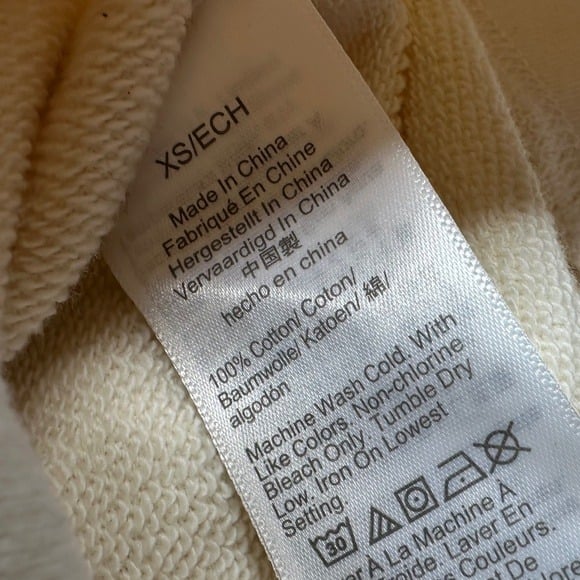 XS/ECH
Made In China
Fabriqué En Chine
Hergestellt In China
Vervaardigd In China
中国製
hecho en china
100% Cotton/ Coton/
Baumwolle/ Katoen/ 綿/
algodón
Machine Wash Cold. With
Like Colors. Non-chlorine
Bleach Only. Tumble Dry
Low. Iron On Lowest
Setting.
30
À La Machine À
Laver En
Couleurs.
De